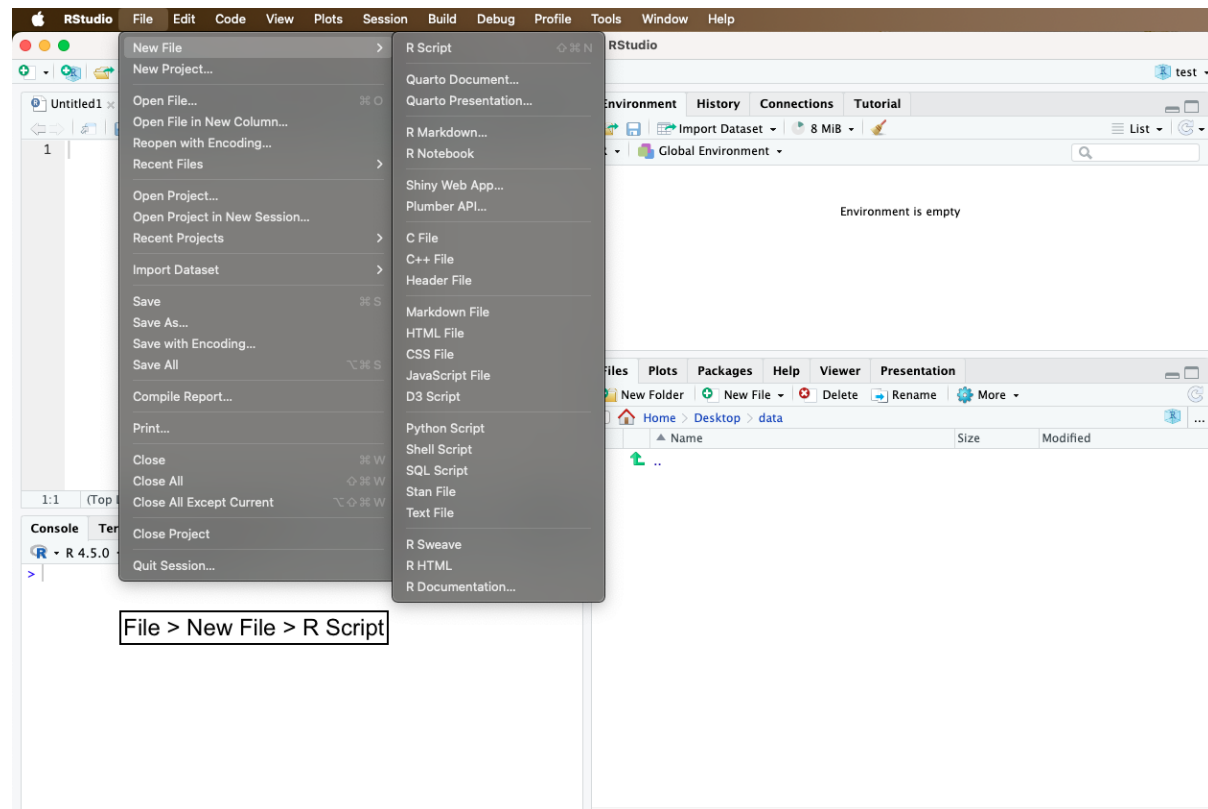 RStudio File Edit Code View Plots Session Build Debug Profile Tools Window Help
RStudio
test
New File
New Project...
Open File... ⌘ O
Open File in New Column...
Reopen with Encoding...
Recent Files
Open Project...
Open Project in New Session...
Recent Projects
Import Dataset
Save ⌘ S
Save As...
Save with Encoding...
Save All ⌥⌘ S
Compile Report...
Print...
Close ⌘ W
Close All ⇧⌘ W
Close All Except Current ⌥⇧⌘ W
Close Project
Quit Session...
R Script ⇧⌘ N
Quarto Document...
Quarto Presentation...
R Markdown...
R Notebook
Shiny Web App...
Plumber API...
C File
C++ File
Header File
Markdown File
HTML File
CSS File
JavaScript File
D3 Script
Python Script
Shell Script
SQL Script
Stan File
Text File
R Sweave
R HTML
R Documentation...
Untitled1
1
1:1 (Top
Console Ter
R 4.5.0
>
File > New File > R Script
nvironment History Connections Tutorial
Import Dataset 8 MiB List
Global Environment
Environment is empty
iles Plots Packages Help Viewer Presentation
New Folder New File Delete Rename More
Home > Desktop > data ...
Name Size Modified
..